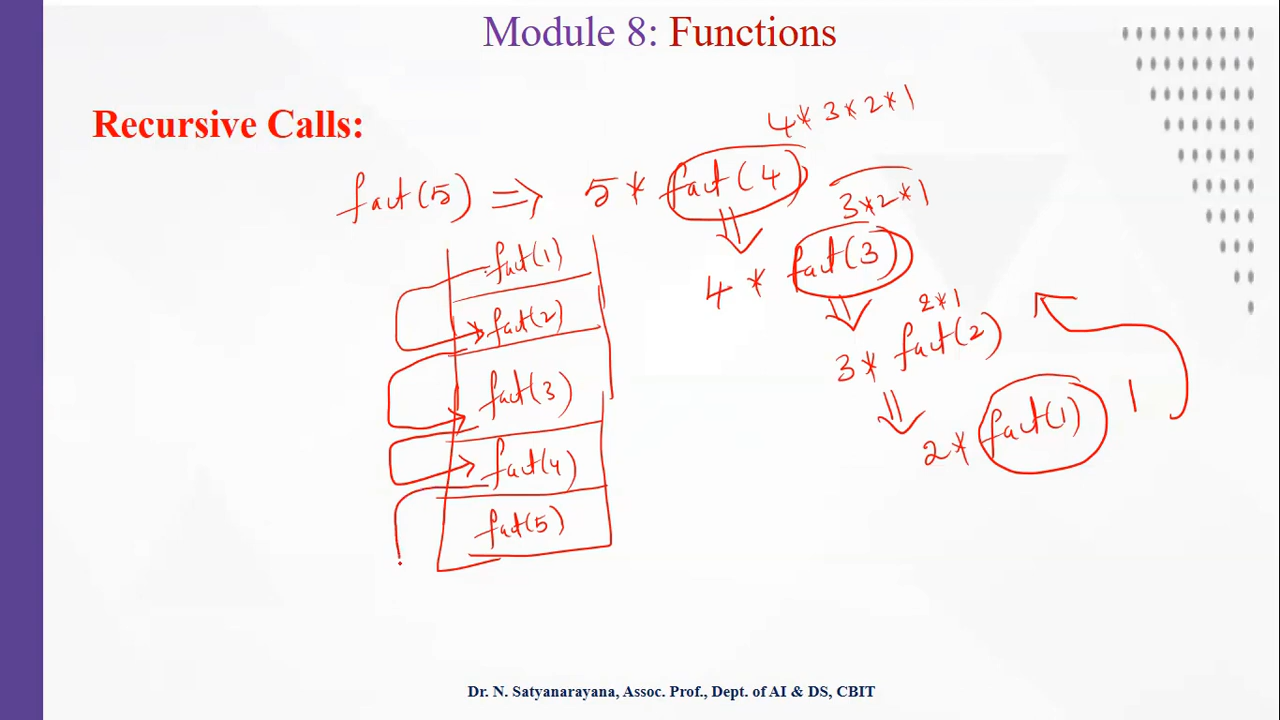 Module 8: Functions
Recursive Calls:
4 * 3 * 2 * 1
fact(5) => 5 * fact(4)
3*2*1
4 * fact(3)
2*1
3* fact(2)
2* fact(1) 1
fact(1)
fact(2)
fact(3)
fact(4)
fact(5)
Dr. N. Satyanarayana, Assoc. Prof., Dept. of AI & DS, CBIT